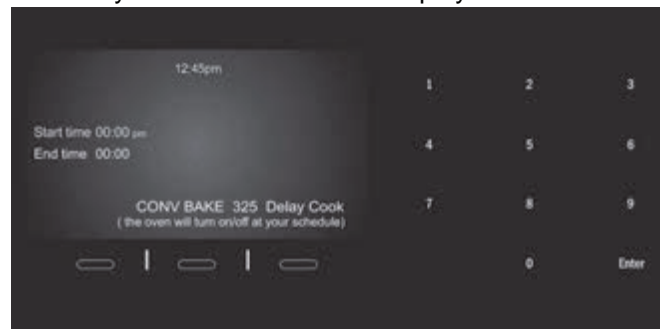 12:45pm
Start time 00:00 pm
End time 00:00
CONV BAKE 325 Delay Cook
( the oven will turn on/off at your schedule)
1 2 3
4 5 6
7 8 9
0 Enter